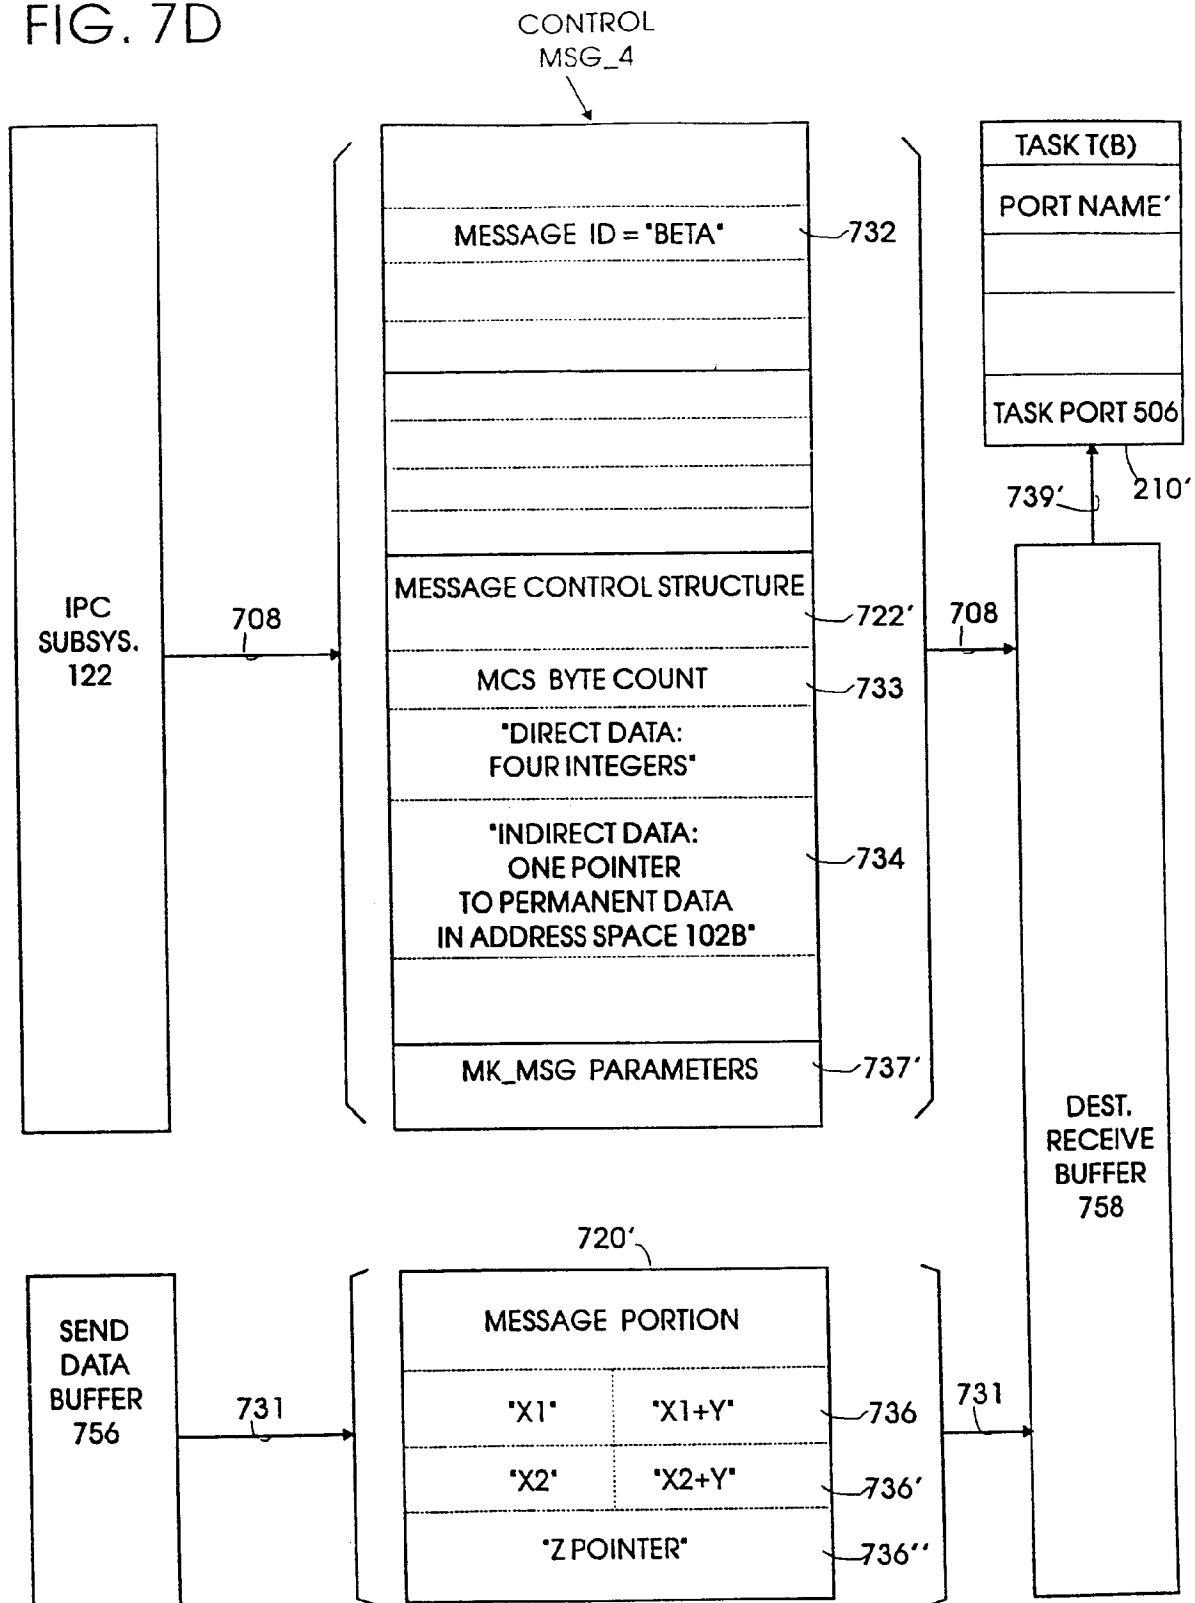 FIG. 7D
CONTROL
MSG_4
TASK T(B)
PORT NAME'
TASK PORT 506
210'
739'
MESSAGE ID = "BETA"
732
IPC
SUBSYS.
122
708
MESSAGE CONTROL STRUCTURE
722'
708
MCS BYTE COUNT
733
"DIRECT DATA:
FOUR INTEGERS"
"INDIRECT DATA:
ONE POINTER
TO PERMANENT DATA
IN ADDRESS SPACE 102B"
734
MK_MSG PARAMETERS
737'
DEST.
RECEIVE
BUFFER
758
720'
SEND
DATA
BUFFER
756
731
MESSAGE PORTION
"X1" "X1+Y"
736
731
"X2" "X2+Y"
736'
"Z POINTER"
736''